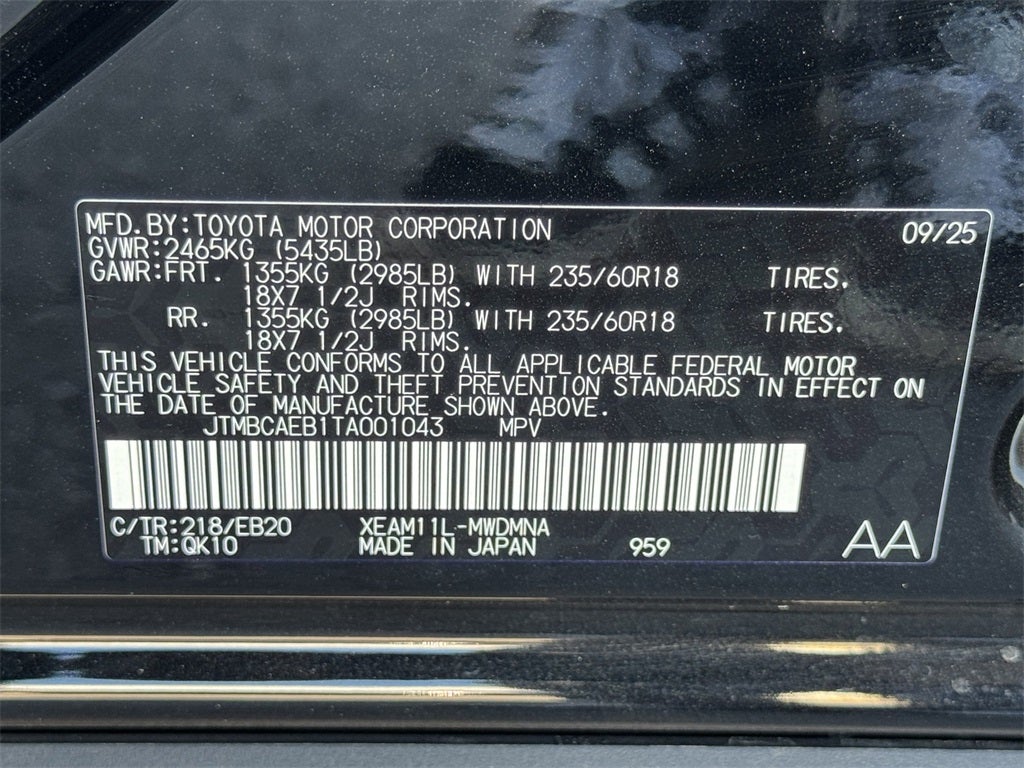 MFD.BY:TOYOTA MOTOR CORPORATION 09/25
GVWR:2465KG (5435LB)
GAWR:FRT. 1355KG (2985LB) WITH 235/60R18 TIRES.
18X7 1/2J RIMS.
RR. 1355KG (2985LB) WITH 235/60R18 TIRES.
18X7 1/2J RIMS.
THIS VEHICLE CONFORMS TO ALL APPLICABLE FEDERAL MOTOR
VEHICLE SAFETY AND THEFT PREVENTION STANDARDS IN EFFECT ON
THE DATE OF MANUFACTURE SHOWN ABOVE.
JTMBCAEB1TA001043 MPV
C/TR:218/EB20 XEAM11L-MWDMNA
TM:QK10 MADE IN JAPAN 959 AA